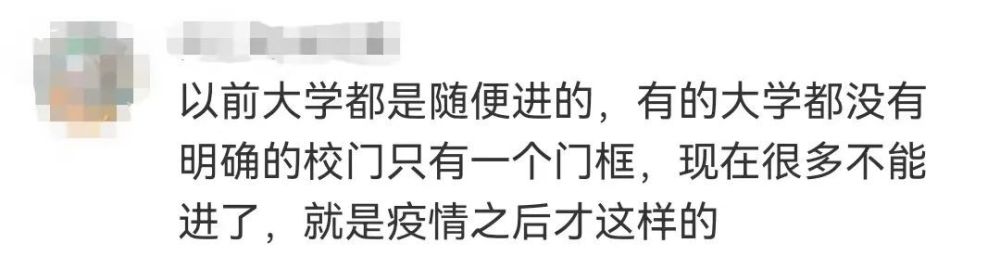 以前大学都是随便进的，有的大学都没有
明确的校门只有一个门框，现在很多不能
进了，就是疫情之后才这样的